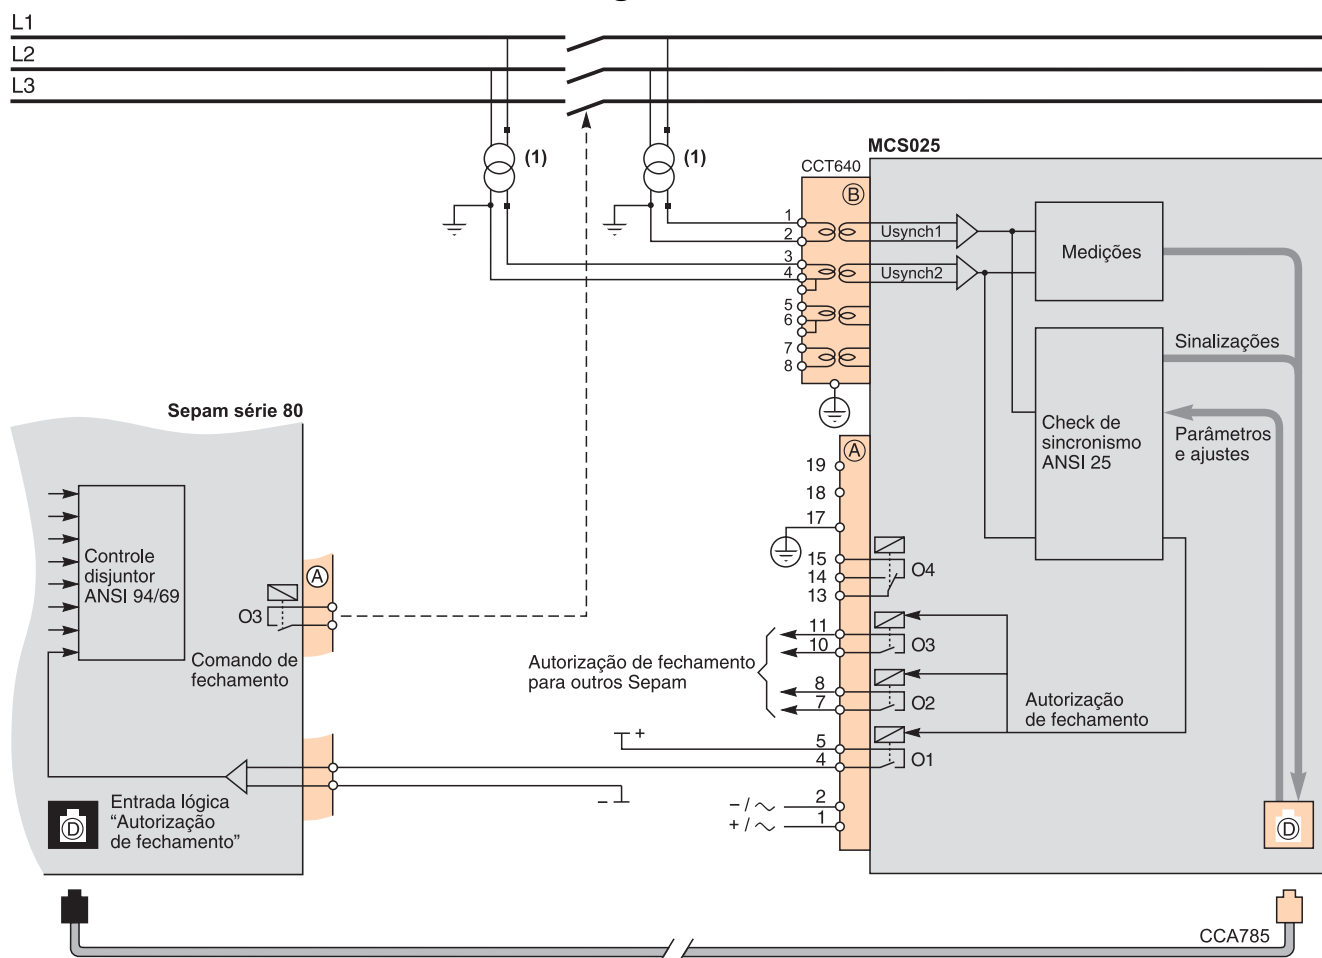 L1
L2
L3
(1)
(1)
MCS025
CCT640
B
1
2
3
4
5
6
7
8
Usynch1
Usynch2
Medições
Sinalizações
Check de
sincronismo
ANSI 25
Parâmetros
e ajustes
Sepam série 80
Controle
disjuntor
ANSI 94/69
O3
A
Comando de
fechamento
A
19
18
17
15
14
13
O4
11
10
O3
8
7
O2
Autorização de fechamento
para outros Sepam
Autorização
de fechamento
+
5
4
O1
-
- / ~
2
+ / ~
1
Entrada lógica
“Autorização
de fechamento”
D
D
CCA785